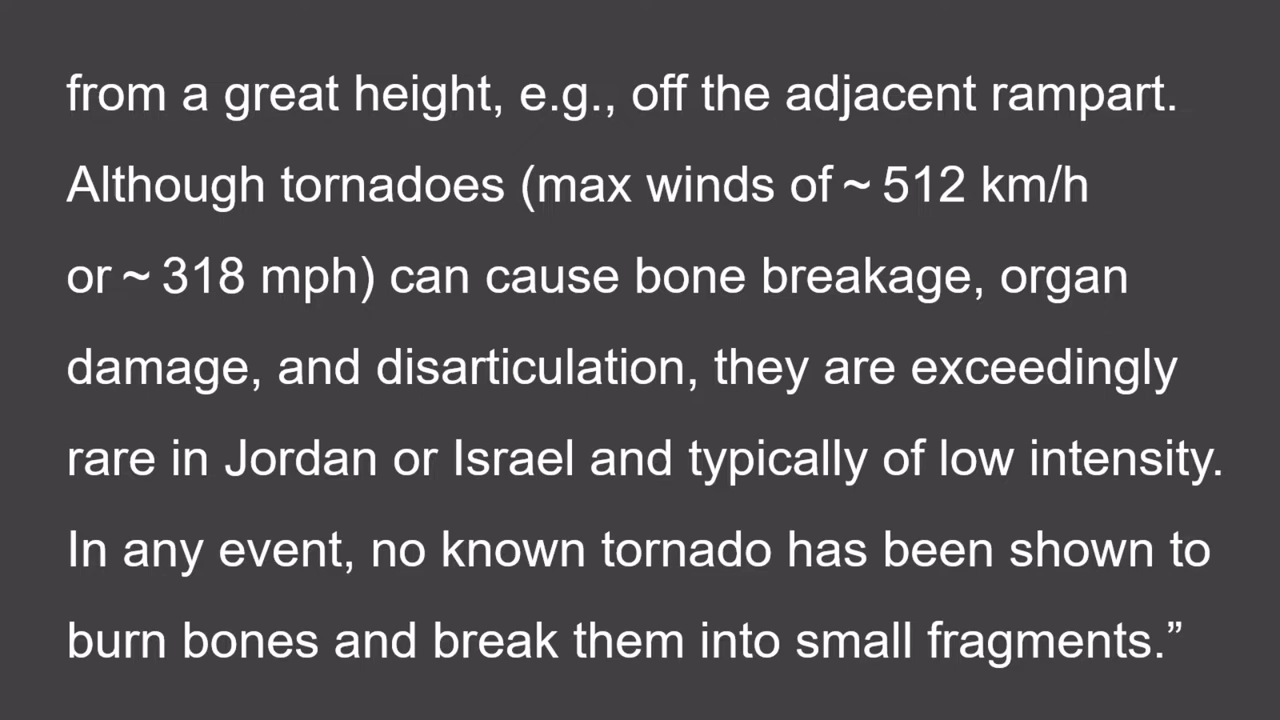 from a great height, e.g., off the adjacent rampart.
Although tornadoes (max winds of ~ 512 km/h
or ~ 318 mph) can cause bone breakage, organ
damage, and disarticulation, they are exceedingly
rare in Jordan or Israel and typically of low intensity.
In any event, no known tornado has been shown to
burn bones and break them into small fragments.”